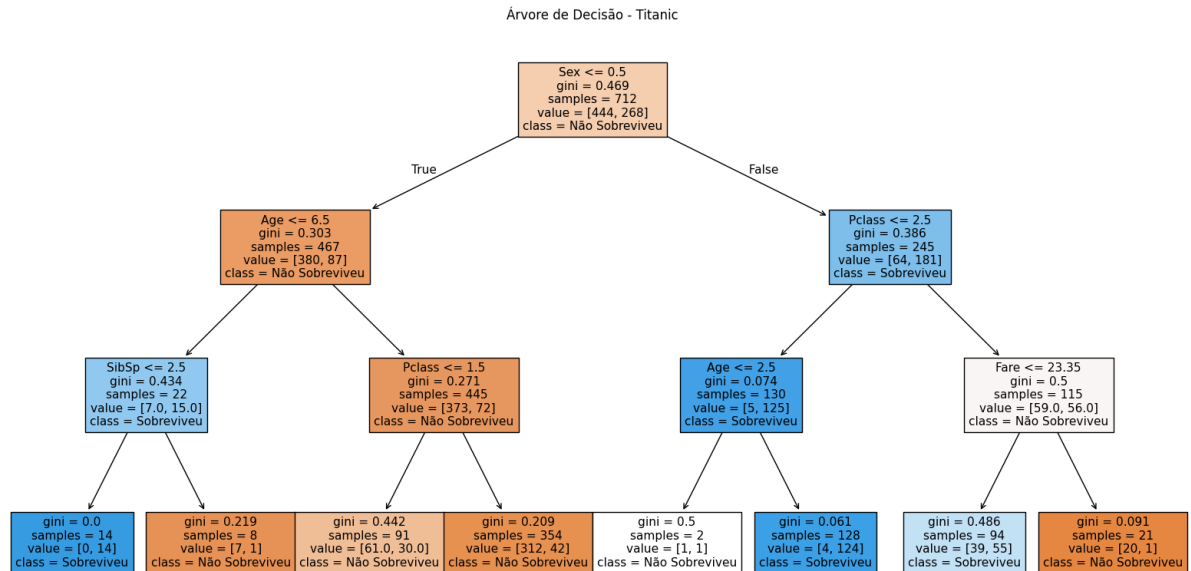 Árvore de Decisão - Titanic
Sex <= 0.5
gini = 0.469
samples = 712
value = [444, 268]
class = Não Sobreviveu
True
False
Age <= 6.5
gini = 0.303
samples = 467
value = [380, 87]
class = Não Sobreviveu
Pclass <= 2.5
gini = 0.386
samples = 245
value = [64, 181]
class = Sobreviveu
SibSp <= 2.5
gini = 0.434
samples = 22
value = [7.0, 15.0]
class = Sobreviveu
Pclass <= 1.5
gini = 0.271
samples = 445
value = [373, 72]
class = Não Sobreviveu
Age <= 2.5
gini = 0.074
samples = 130
value = [5, 125]
class = Sobreviveu
Fare <= 23.35
gini = 0.5
samples = 115
value = [59.0, 56.0]
class = Não Sobreviveu
gini = 0.0
samples = 14
value = [0, 14]
class = Sobreviveu
gini = 0.219
samples = 8
value = [7, 1]
class = Não Sobreviveu
gini = 0.442
samples = 91
value = [61.0, 30.0]
class = Não Sobreviveu
gini = 0.209
samples = 354
value = [312, 42]
class = Não Sobreviveu
gini = 0.5
samples = 2
value = [1, 1]
class = Não Sobreviveu
gini = 0.061
samples = 128
value = [4, 124]
class = Sobreviveu
gini = 0.486
samples = 94
value = [39, 55]
class = Sobreviveu
gini = 0.091
samples = 21
value = [20, 1]
class = Não Sobreviveu